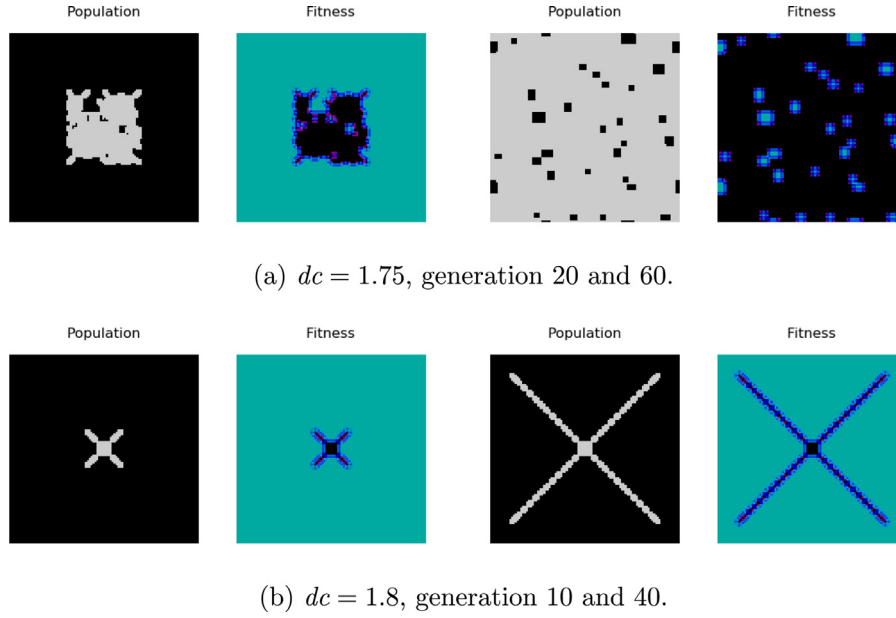 Population Fitness Population Fitness
(a) dc = 1.75, generation 20 and 60.
Population Fitness Population Fitness
(b) dc = 1.8, generation 10 and 40.